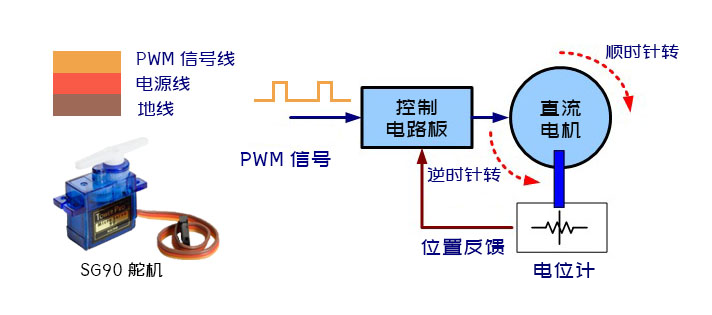 PWM 信号线
电源线
地线
SG90 舵机
PWM 信号
控制
电路板
直流
电机
顺时针转
逆时针转
位置反馈
电位计